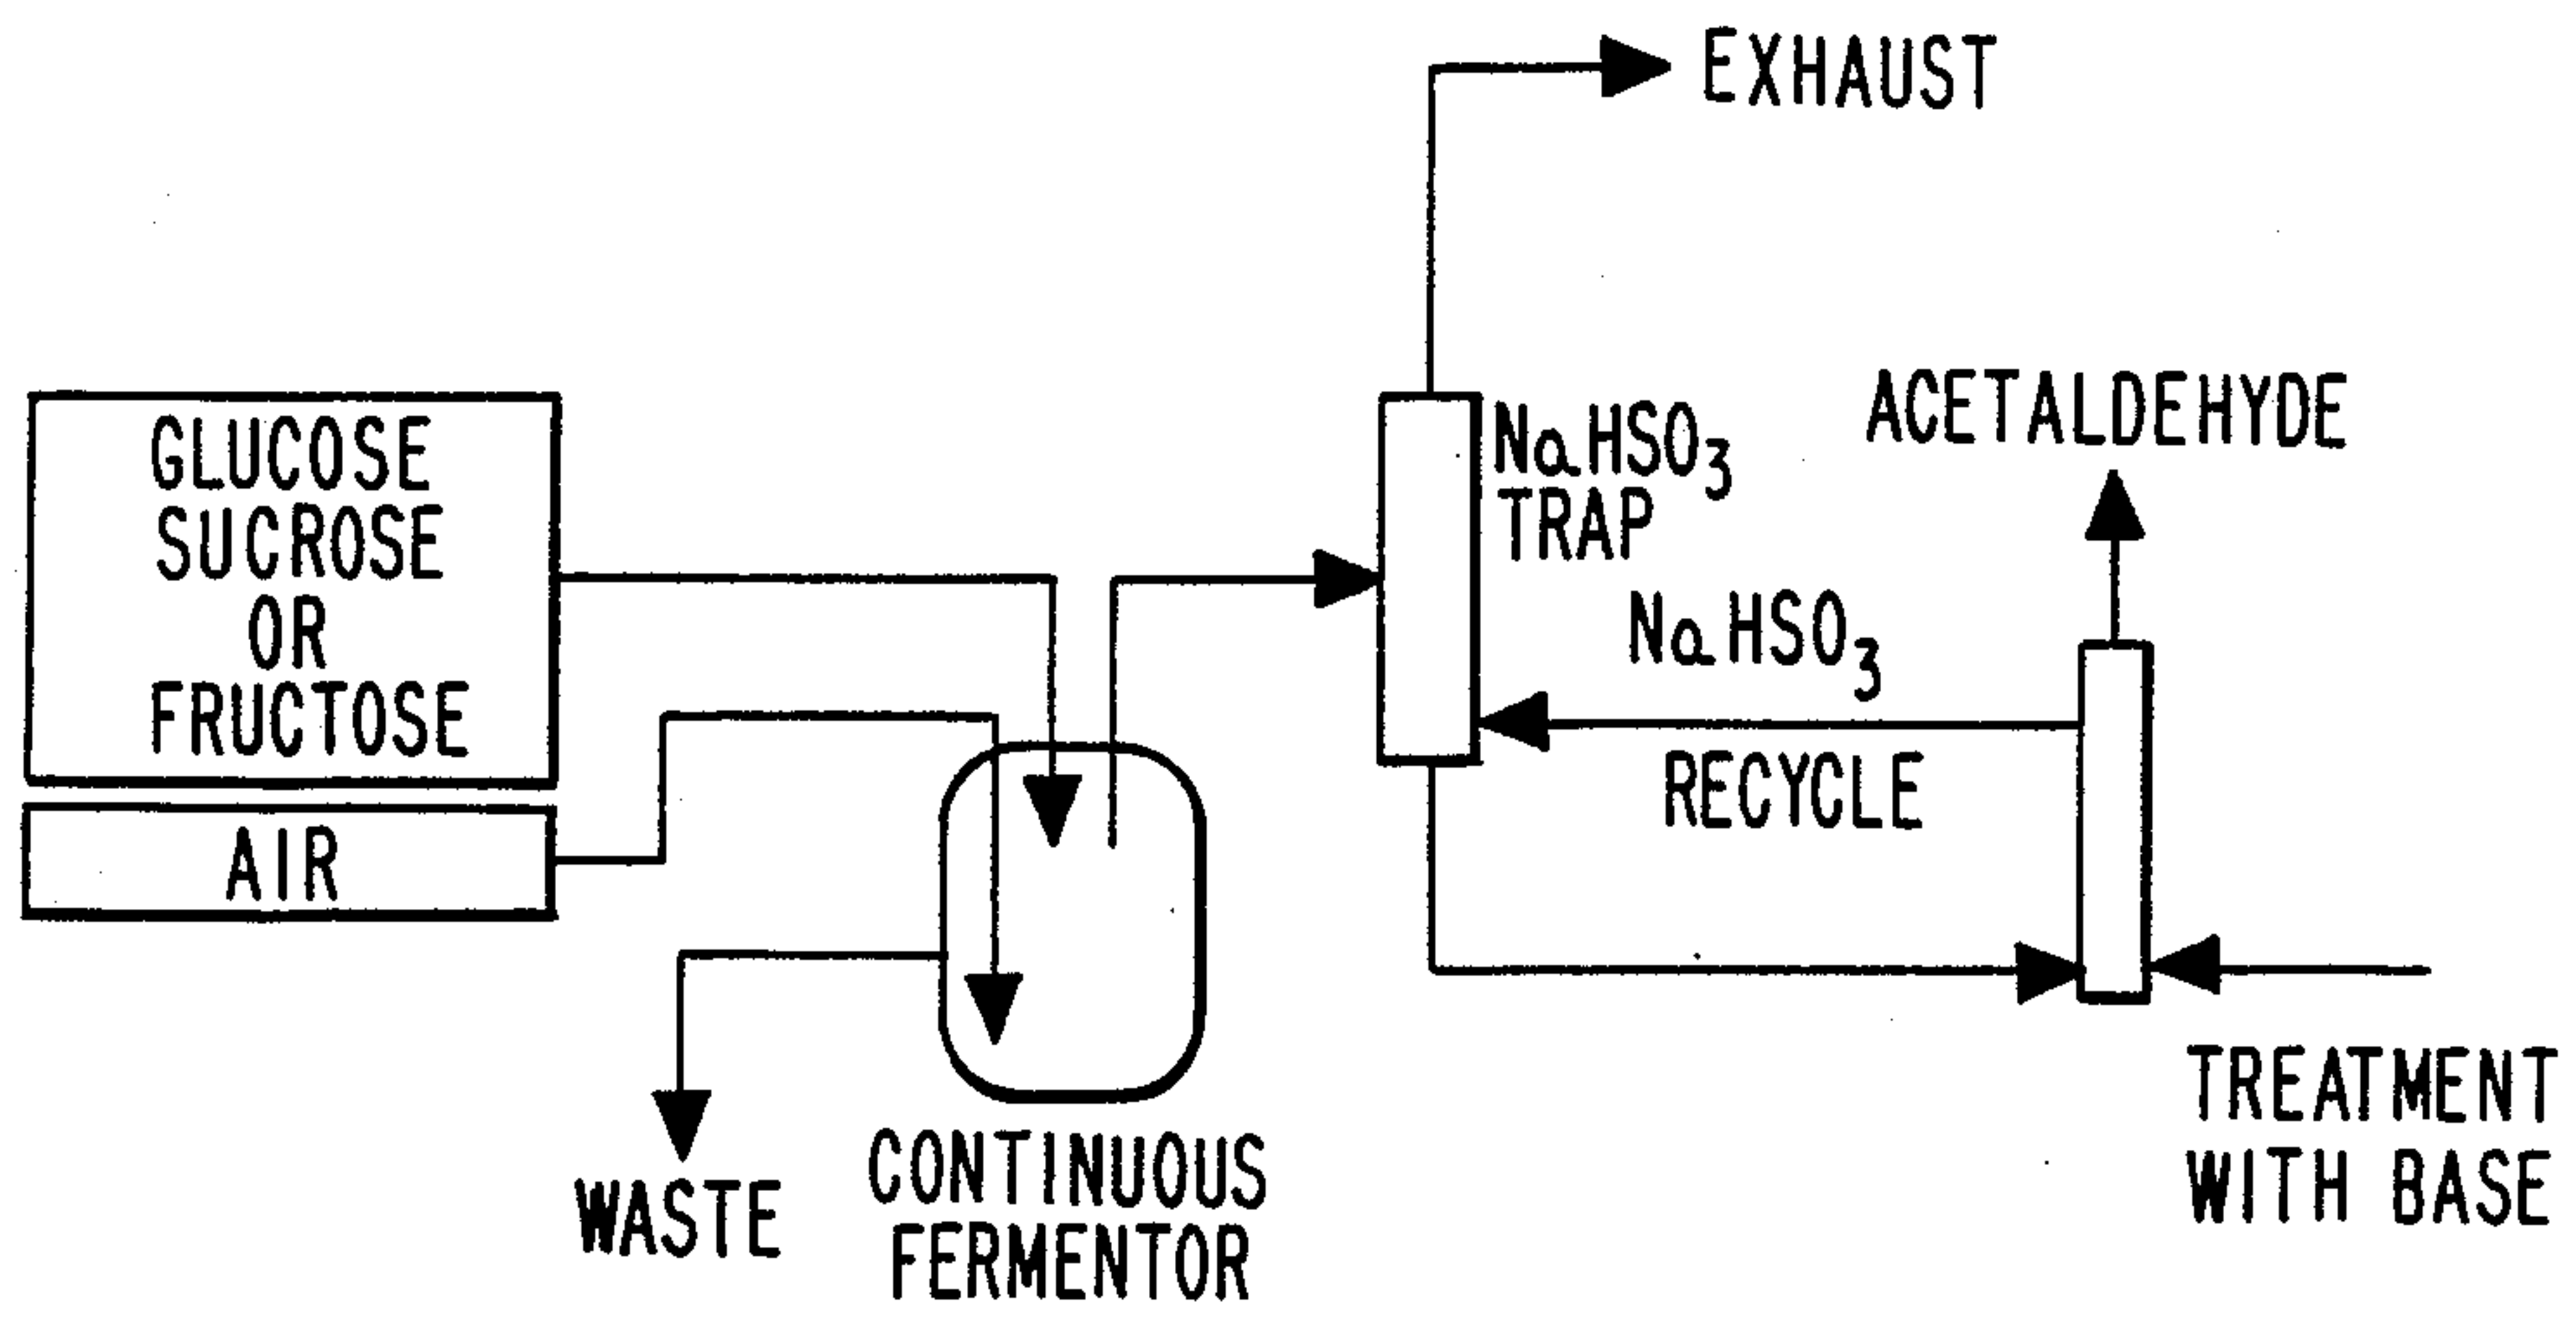 EXHAUST
GLUCOSE
SUCROSE
OR
FRUCTOSE
AIR
NaHSO3
TRAP
ACETALDEHYDE
NaHSO3
RECYCLE
WASTE
CONTINUOUS
FERMENTOR
TREATMENT
WITH BASE